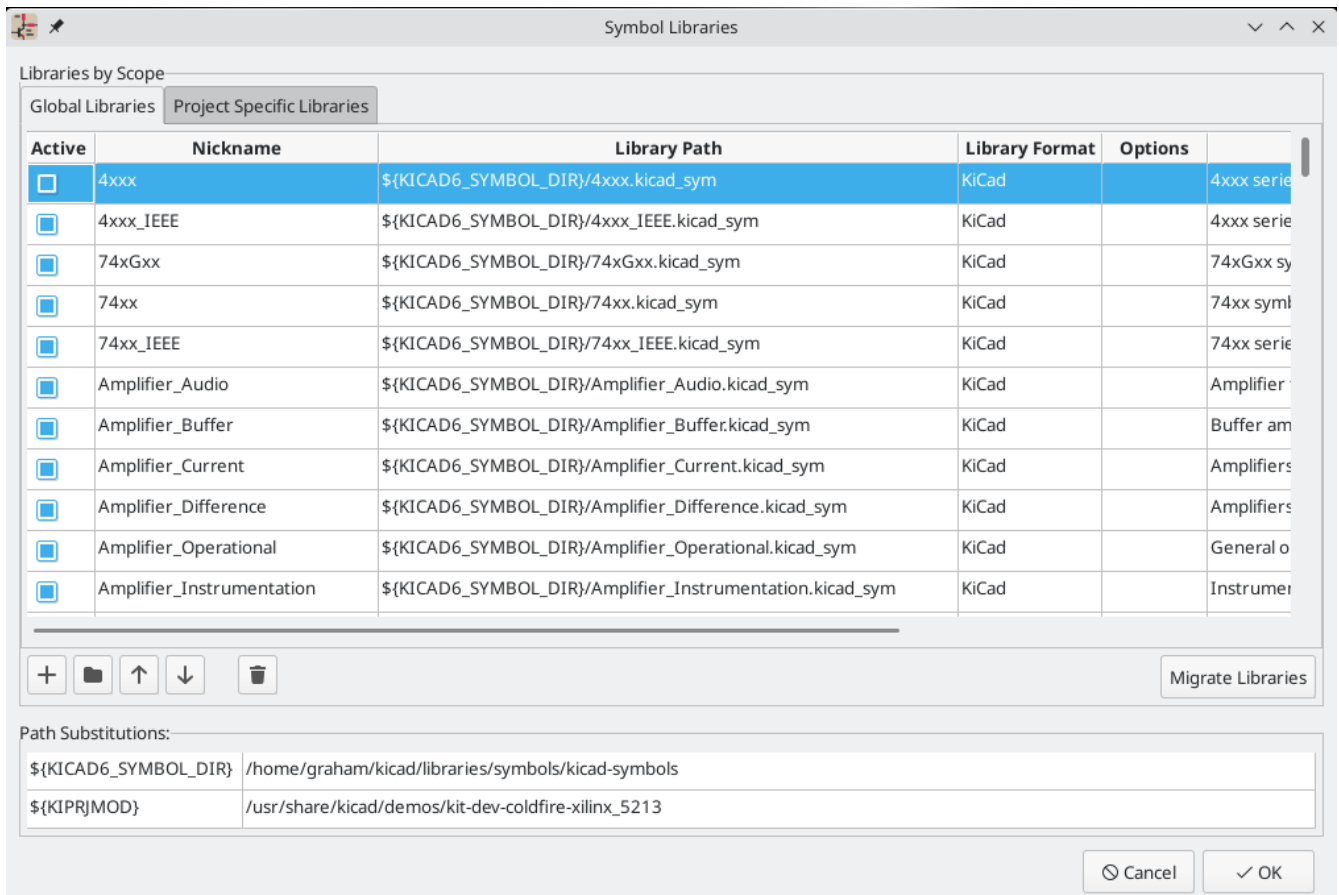 Symbol Libraries
Libraries by Scope
Global Libraries Project Specific Libraries
Active Nickname Library Path Library Format Options
4xxx ${KICAD6_SYMBOL_DIR}/4xxx.kicad_sym KiCad 4xxx serie
4xxx_IEEE ${KICAD6_SYMBOL_DIR}/4xxx_IEEE.kicad_sym KiCad 4xxx serie
74xGxx ${KICAD6_SYMBOL_DIR}/74xGxx.kicad_sym KiCad 74xGxx sy
74xx ${KICAD6_SYMBOL_DIR}/74xx.kicad_sym KiCad 74xx symb
74xx_IEEE ${KICAD6_SYMBOL_DIR}/74xx_IEEE.kicad_sym KiCad 74xx serie
Amplifier_Audio ${KICAD6_SYMBOL_DIR}/Amplifier_Audio.kicad_sym KiCad Amplifier
Amplifier_Buffer ${KICAD6_SYMBOL_DIR}/Amplifier_Buffer.kicad_sym KiCad Buffer am
Amplifier_Current ${KICAD6_SYMBOL_DIR}/Amplifier_Current.kicad_sym KiCad Amplifiers
Amplifier_Difference ${KICAD6_SYMBOL_DIR}/Amplifier_Difference.kicad_sym KiCad Amplifiers
Amplifier_Operational ${KICAD6_SYMBOL_DIR}/Amplifier_Operational.kicad_sym KiCad General o
Amplifier_Instrumentation ${KICAD6_SYMBOL_DIR}/Amplifier_Instrumentation.kicad_sym KiCad Instrumen
Migrate Libraries
Path Substitutions:
${KICAD6_SYMBOL_DIR} /home/graham/kicad/libraries/symbols/kicad-symbols
${KIPRJMOD} /usr/share/kicad/demos/kit-dev-coldfire-xilinx_5213
Cancel OK